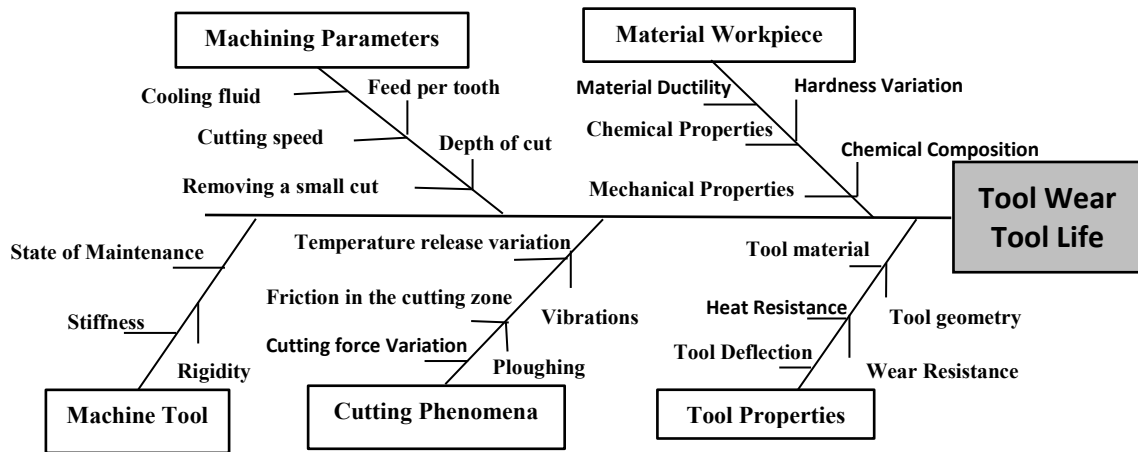 Machining Parameters
Material Workpiece
Cooling fluid
Feed per tooth
Cutting speed
Depth of cut
Removing a small cut
Material Ductility
Hardness Variation
Chemical Properties
Chemical Composition
Mechanical Properties
Tool Wear
Tool Life
State of Maintenance
Stiffness
Rigidity
Machine Tool
Temperature release variation
Friction in the cutting zone
Vibrations
Cutting force Variation
Ploughing
Cutting Phenomena
Tool material
Heat Resistance
Tool geometry
Tool Deflection
Wear Resistance
Tool Properties